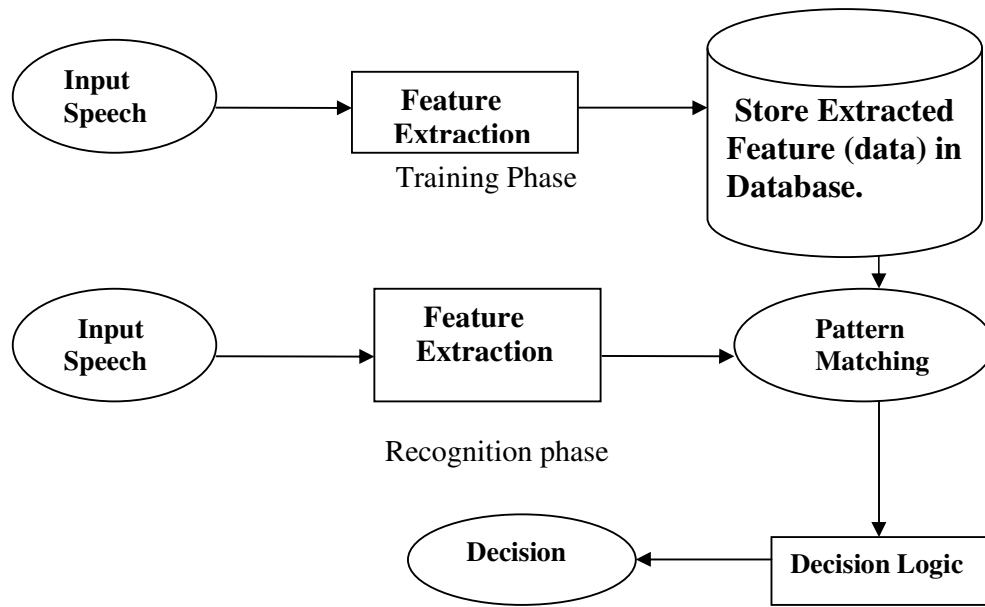 Input
Speech
Feature
Extraction
Store Extracted
Feature (data) in
Database.
Training Phase
Input
Speech
Feature
Extraction
Pattern
Matching
Recognition phase
Decision
Decision Logic